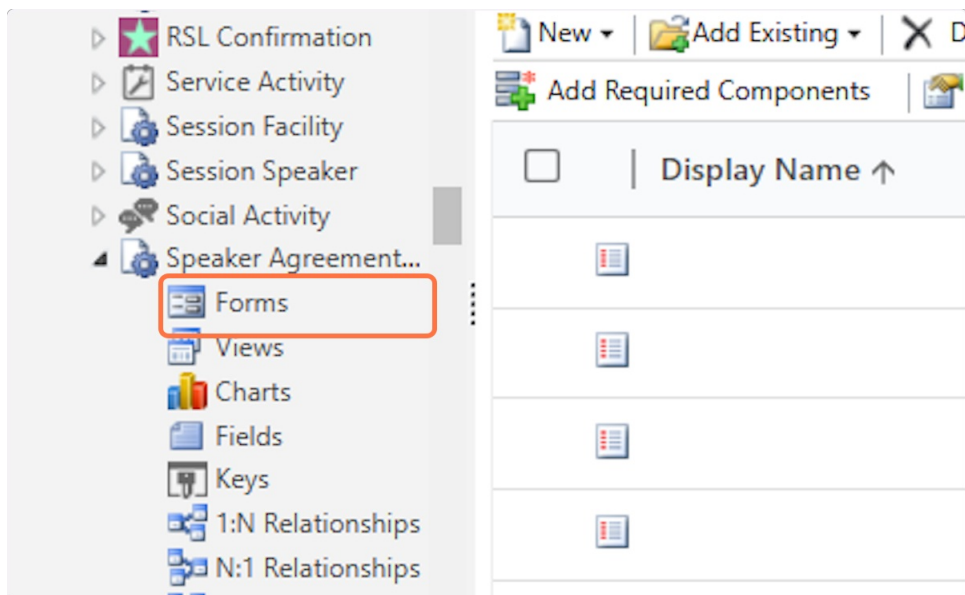 RSL Confirmation
Service Activity
Session Facility
Session Speaker
Social Activity
Speaker Agreement...
Forms
Views
Charts
Fields
Keys
1:N Relationships
N:1 Relationships
New Add Existing
Add Required Components
Display Name